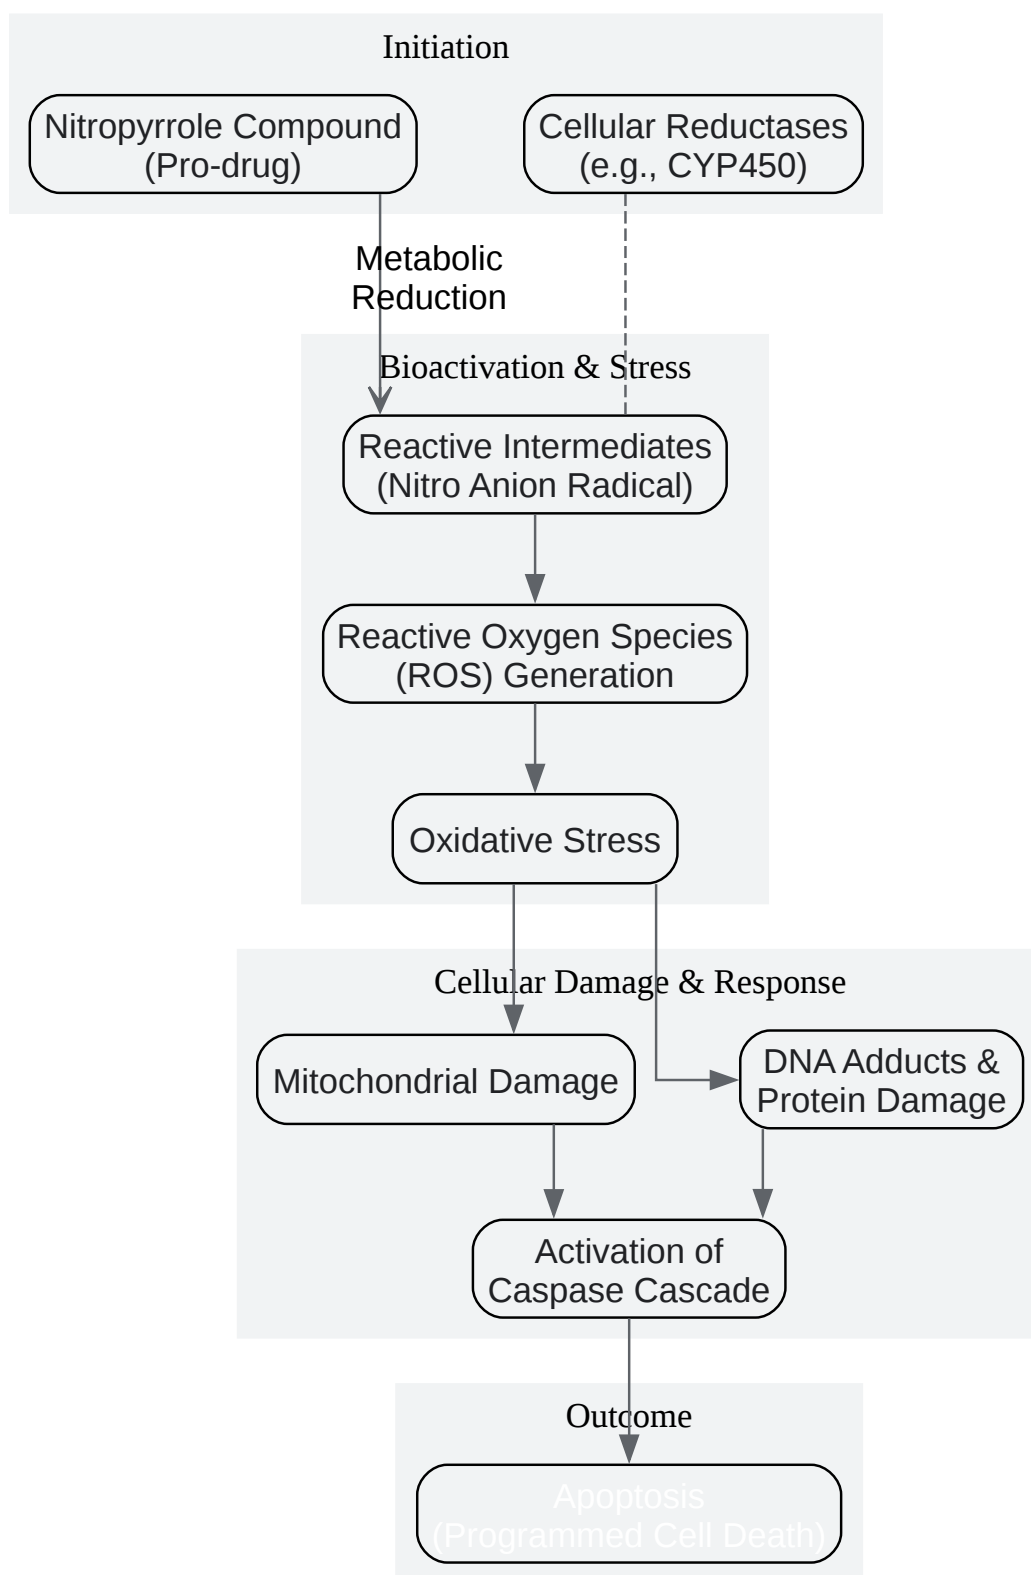 Initiation
Nitropyrrole Compound
(Pro-drug)
Cellular Reductases
(e.g., CYP450)
Metabolic
Reduction
Bioactivation & Stress
Reactive Intermediates
(Nitro Anion Radical)
Reactive Oxygen Species
(ROS) Generation
Oxidative Stress
Cellular Damage & Response
Mitochondrial Damage
DNA Adducts &
Protein Damage
Activation of
Caspase Cascade
Outcome
Apoptosis
(Programmed Cell Death)